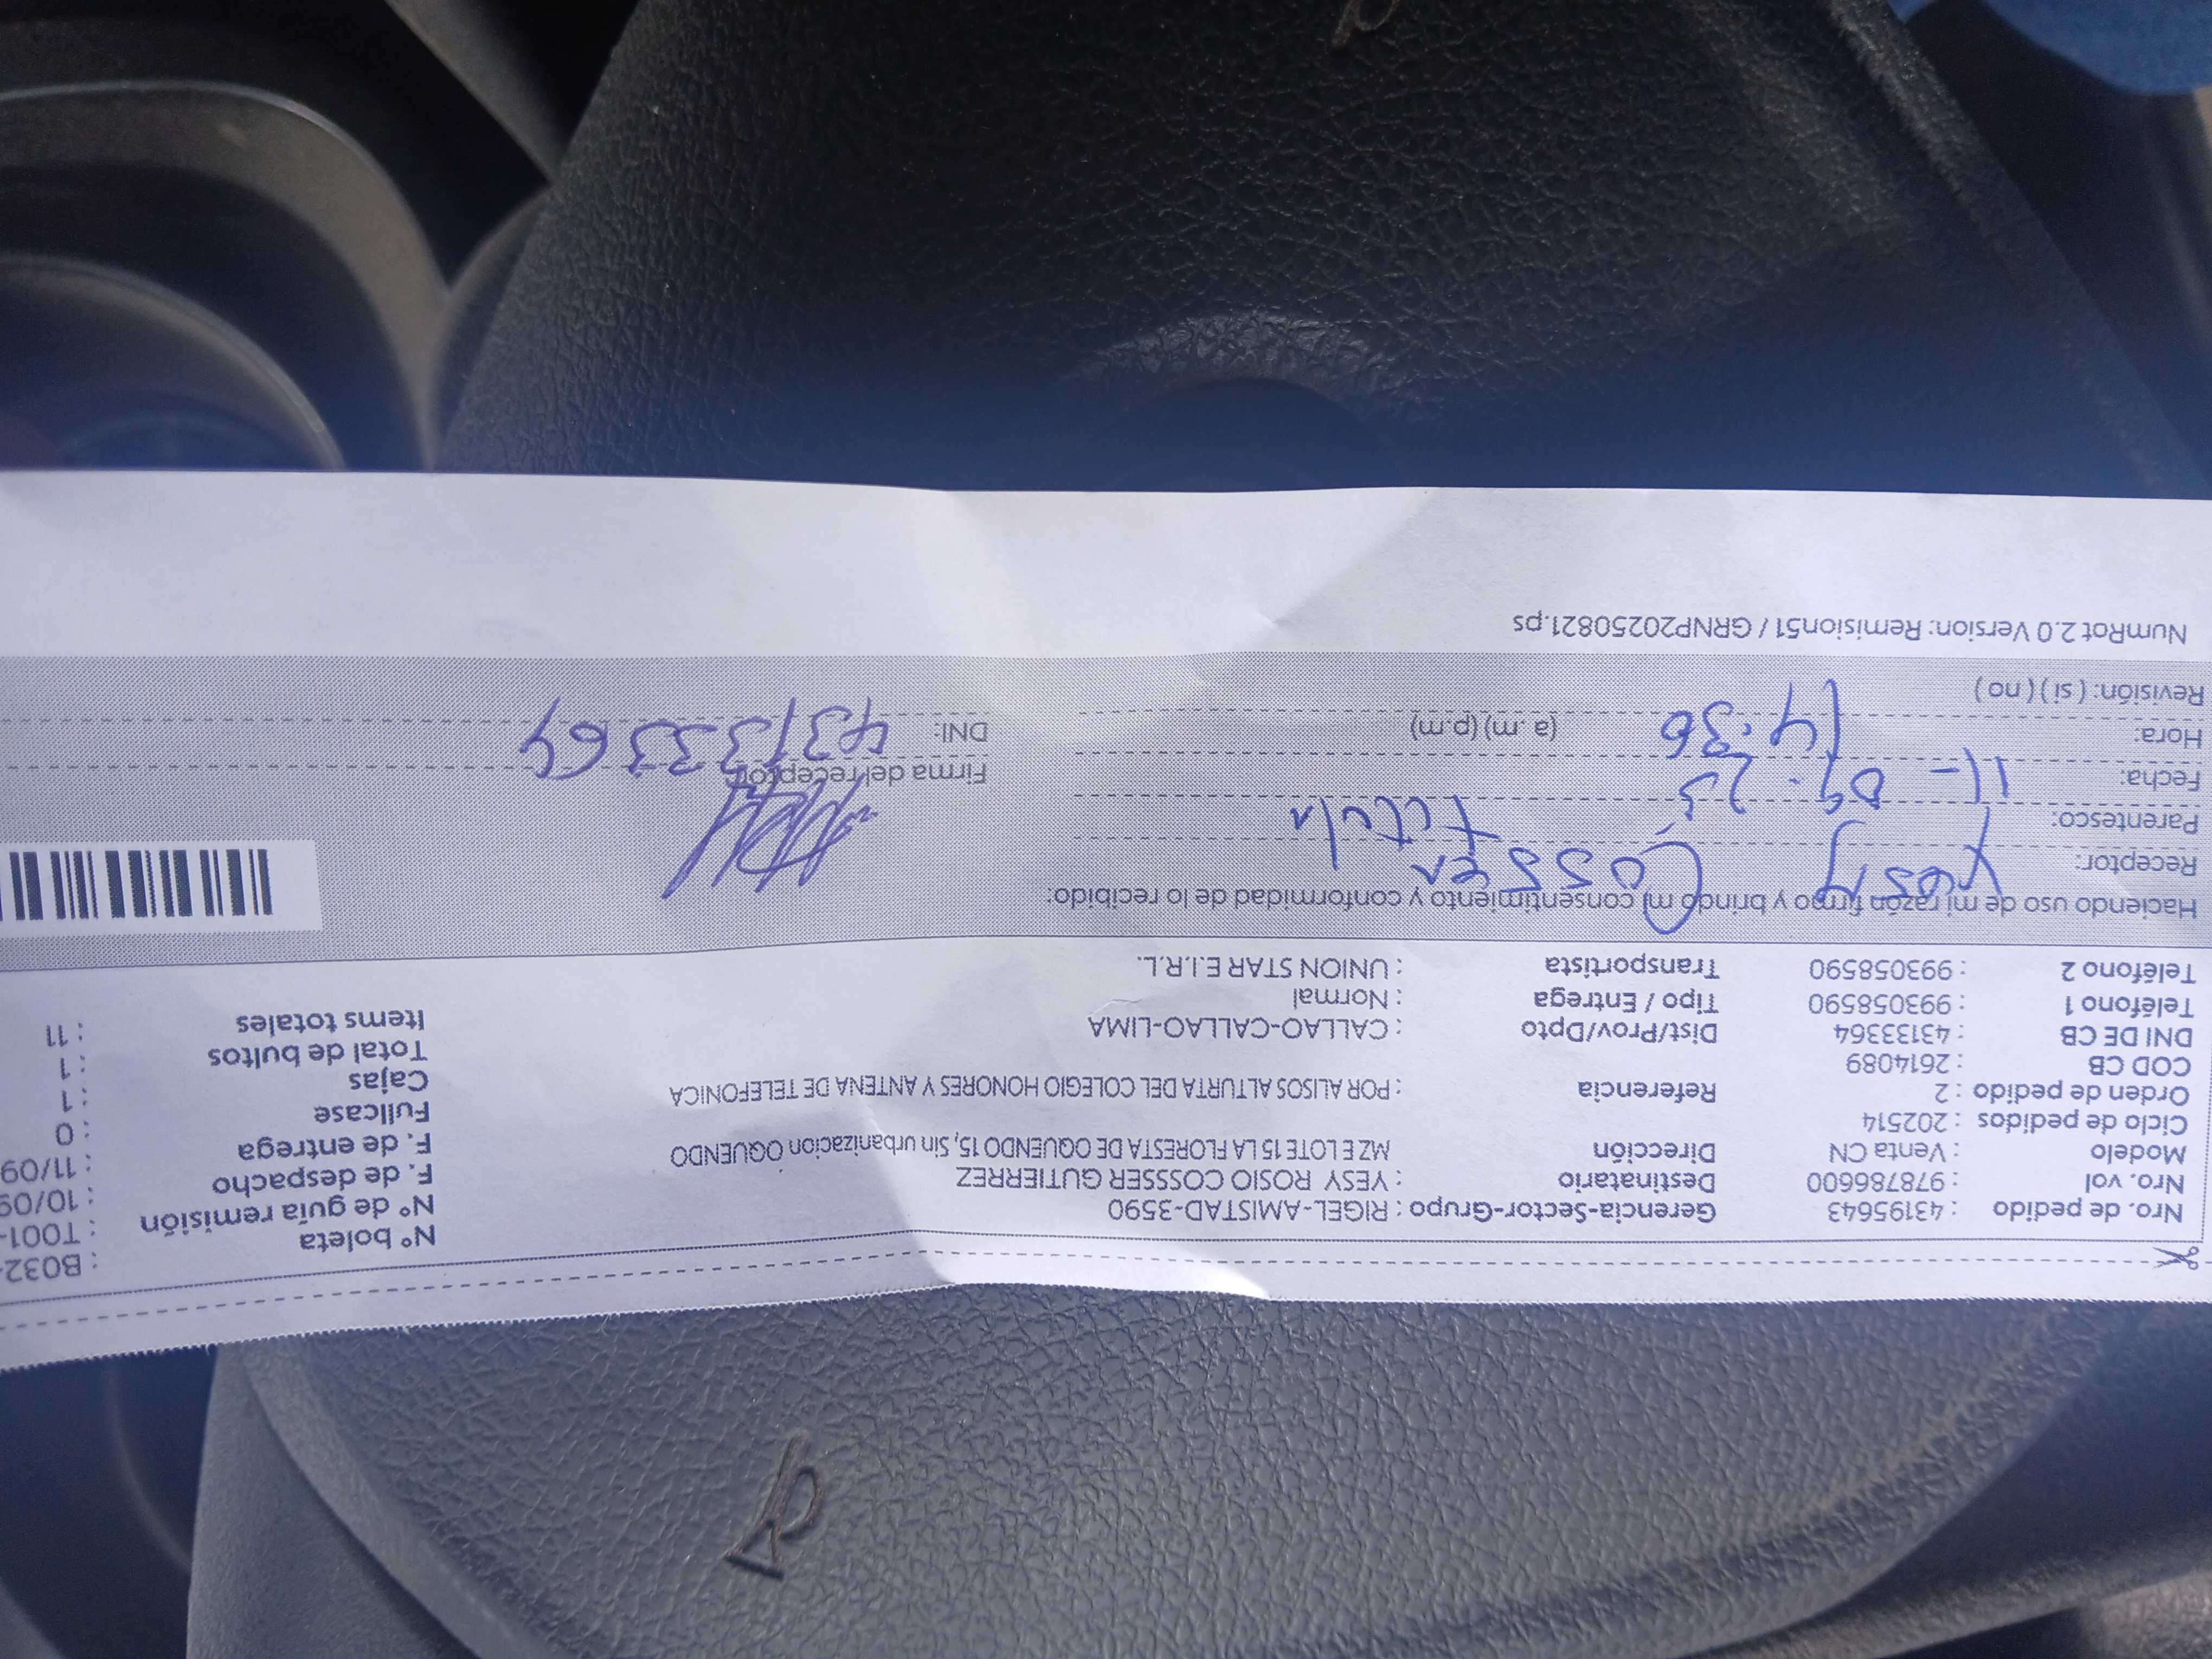 Nro. de pedido : 43195643 Gerencia-Sector-Grupo : RIGEL-AMISTAD-3590 Nº boleta : B032-
Nro. vol : 978786600 Destinatario : YESY ROSIO COSSSER GUTIERREZ Nº de guía remisión : T001-
Modelo : Venta CN Dirección MZ E LOTE 15 LA FLORESTA DE OQUENDO 15, Sin urbanizacion OQUENDO F. de despacho : 10/09
Ciclo de pedidos : 202514 F. de entrega : 11/09
Orden de pedido : 2 Referencia : POR ALISOS ALTURTA DEL COLEGIO HONORES Y ANTENA DE TELEFONICA Fullcase : 0
COD CB : 2614089 Cajas : 1
DNI DE CB : 43133364 Dist/Prov/Dpto : CALLAO-CALLAO-LIMA Total de bultos : 1
Teléfono 1 : 993058590 Tipo / Entrega : Normal Items totales : 11
Teléfono 2 : 993058590 Transportista : UNION STAR E.I.R.L.
Haciendo uso de mi razón firmo y brindo mi consentimiento y conformidad de lo recibido:
Receptor: Yessy Cossser
Parentesco: titular
Fecha: 11-09-25 Firma del receptor
Hora: 14:30 (a. m) (p.m) DNI: 43133364
Revisión: ( si ) ( no )
NumRot 2.0 Version: Remision51 / GRNP20250821.ps